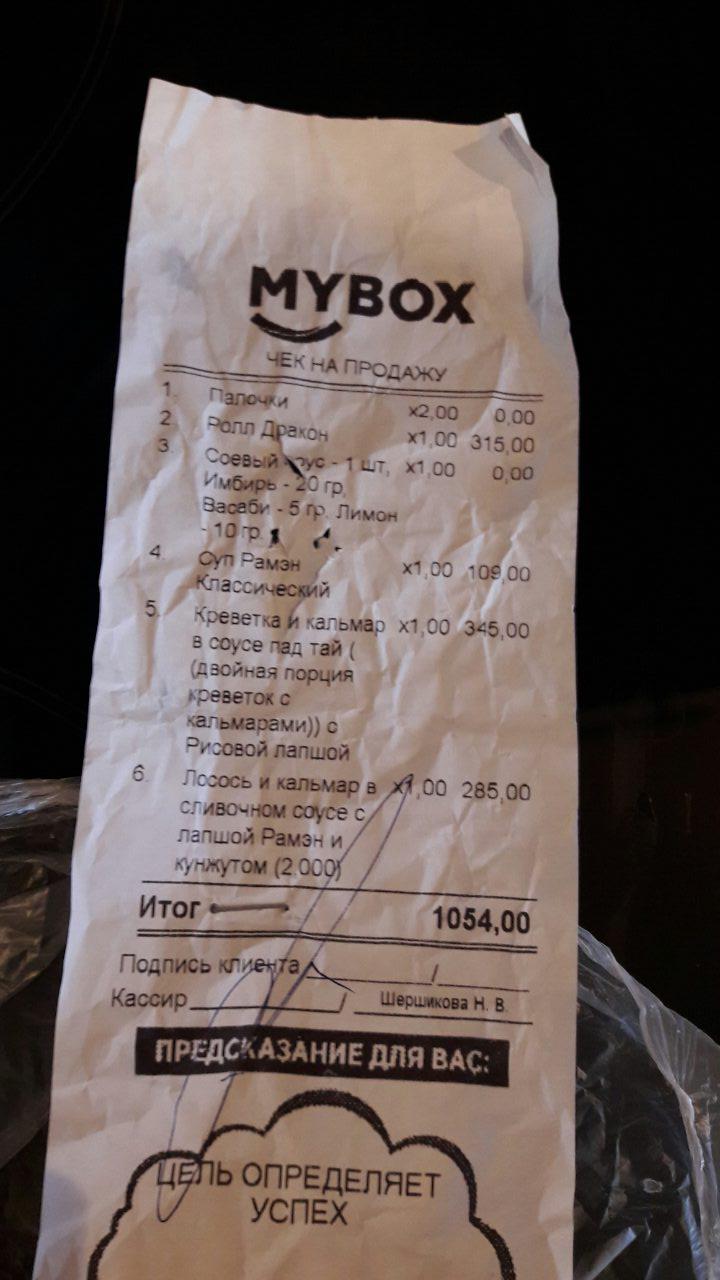 MYBOX
ЧЕК НА ПРОДАЖУ
1. Палочки x2,00 0,00
2. Ролл Дракон x1,00 315,00
3. Соевый соус - 1 шт, x1,00 0,00
Имбирь - 20 гр,
Васаби - 5 гр. Лимон
- 10 гр.
4. Суп Рамэн x1,00 109,00
Классический
5. Креветка и кальмар x1,00 345,00
в соусе пад тай (
(двойная порция
креветок с
кальмарами)) с
Рисовой лапшой
6. Лосось и кальмар в x1,00 285,00
сливочном соусе с
лапшой Рамэн и
кунжутом (2,000)
Итог 1054,00
Подпись клиента /
Кассир / Шершикова Н. В.
ПРЕДСКАЗАНИЕ ДЛЯ ВАС:
ЦЕЛЬ ОПРЕДЕЛЯЕТ
УСПЕХ